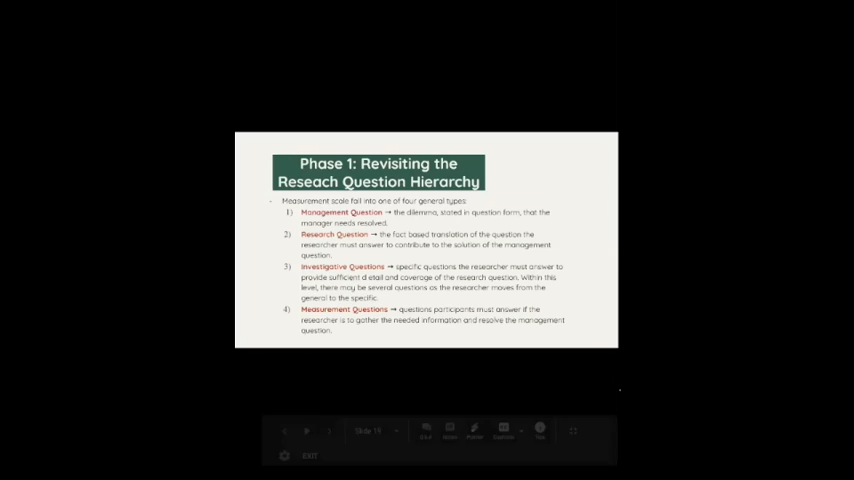 Phase 1: Revisiting the
Reseach Question Hierarchy
- Measurement scale fall into one of four general types:
1) Management Question → the dilemma, stated in question form, that the
manager needs resolved.
2) Research Question → the fact based translation of the question the
researcher must answer to contribute to the solution of the management
question.
3) Investigative Questions → specific questions the researcher must answer to
provide sufficient d etail and coverage of the research question. Within this
level, there may be several questions as the researcher moves from the
general to the specific.
4) Measurement Questions → questions participants must answer if the
researcher is to gather the needed information and resolve the management
question.
Slide 19
EXIT